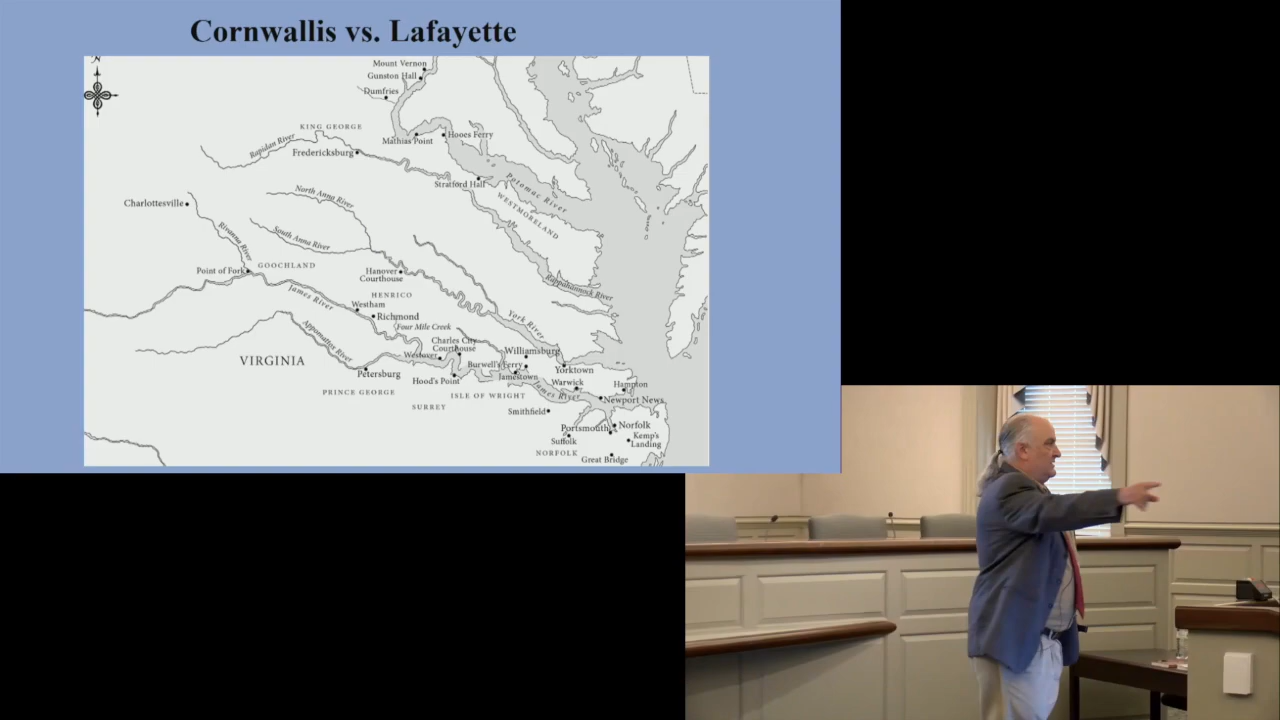 Cornwallis vs. Lafayette
N
Mount Vernon
Gunston Hall
Dumfries
KING GEORGE
Mathias Point
Hooes Ferry
Rapidan River
Fredericksburg
Stratford Hall
Potomac River
WESTMORELAND
North Anna River
Charlottesville
Rivanna River
South Anna River
GOOCHLAND
Point of Fork
Hanover
Courthouse
Rappahannock River
HENRICO
James River
Westham
Richmond
York River
Four Mile Creek
Appomattox River
Charles City
Courthouse
VIRGINIA
Westover
Williamsburg
Burwell's Ferry
Petersburg
Hood's Point
Jamestown
Yorktown
Warwick
Hampton
PRINCE GEORGE
ISLE OF WRIGHT
James River
Newport News
SURREY
Smithfield
Portsmouth
Norfolk
Suffolk
Kemp's
Landing
NORFOLK
Great Bridge